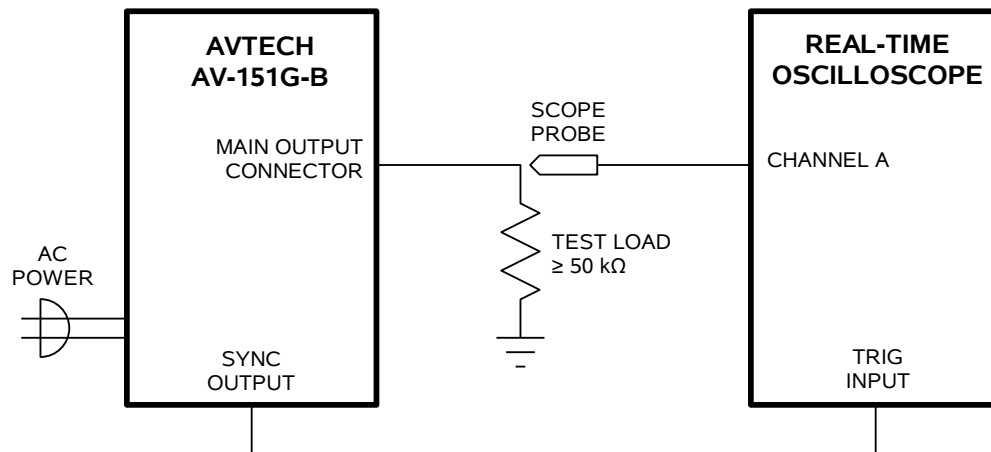 AVTECH
AV-151G-B
MAIN OUTPUT
CONNECTOR
AC
POWER
SYNC
OUTPUT
SCOPE
PROBE
TEST LOAD
≥ 50 kΩ
REAL-TIME
OSCILLOSCOPE
CHANNEL A
TRIG
INPUT